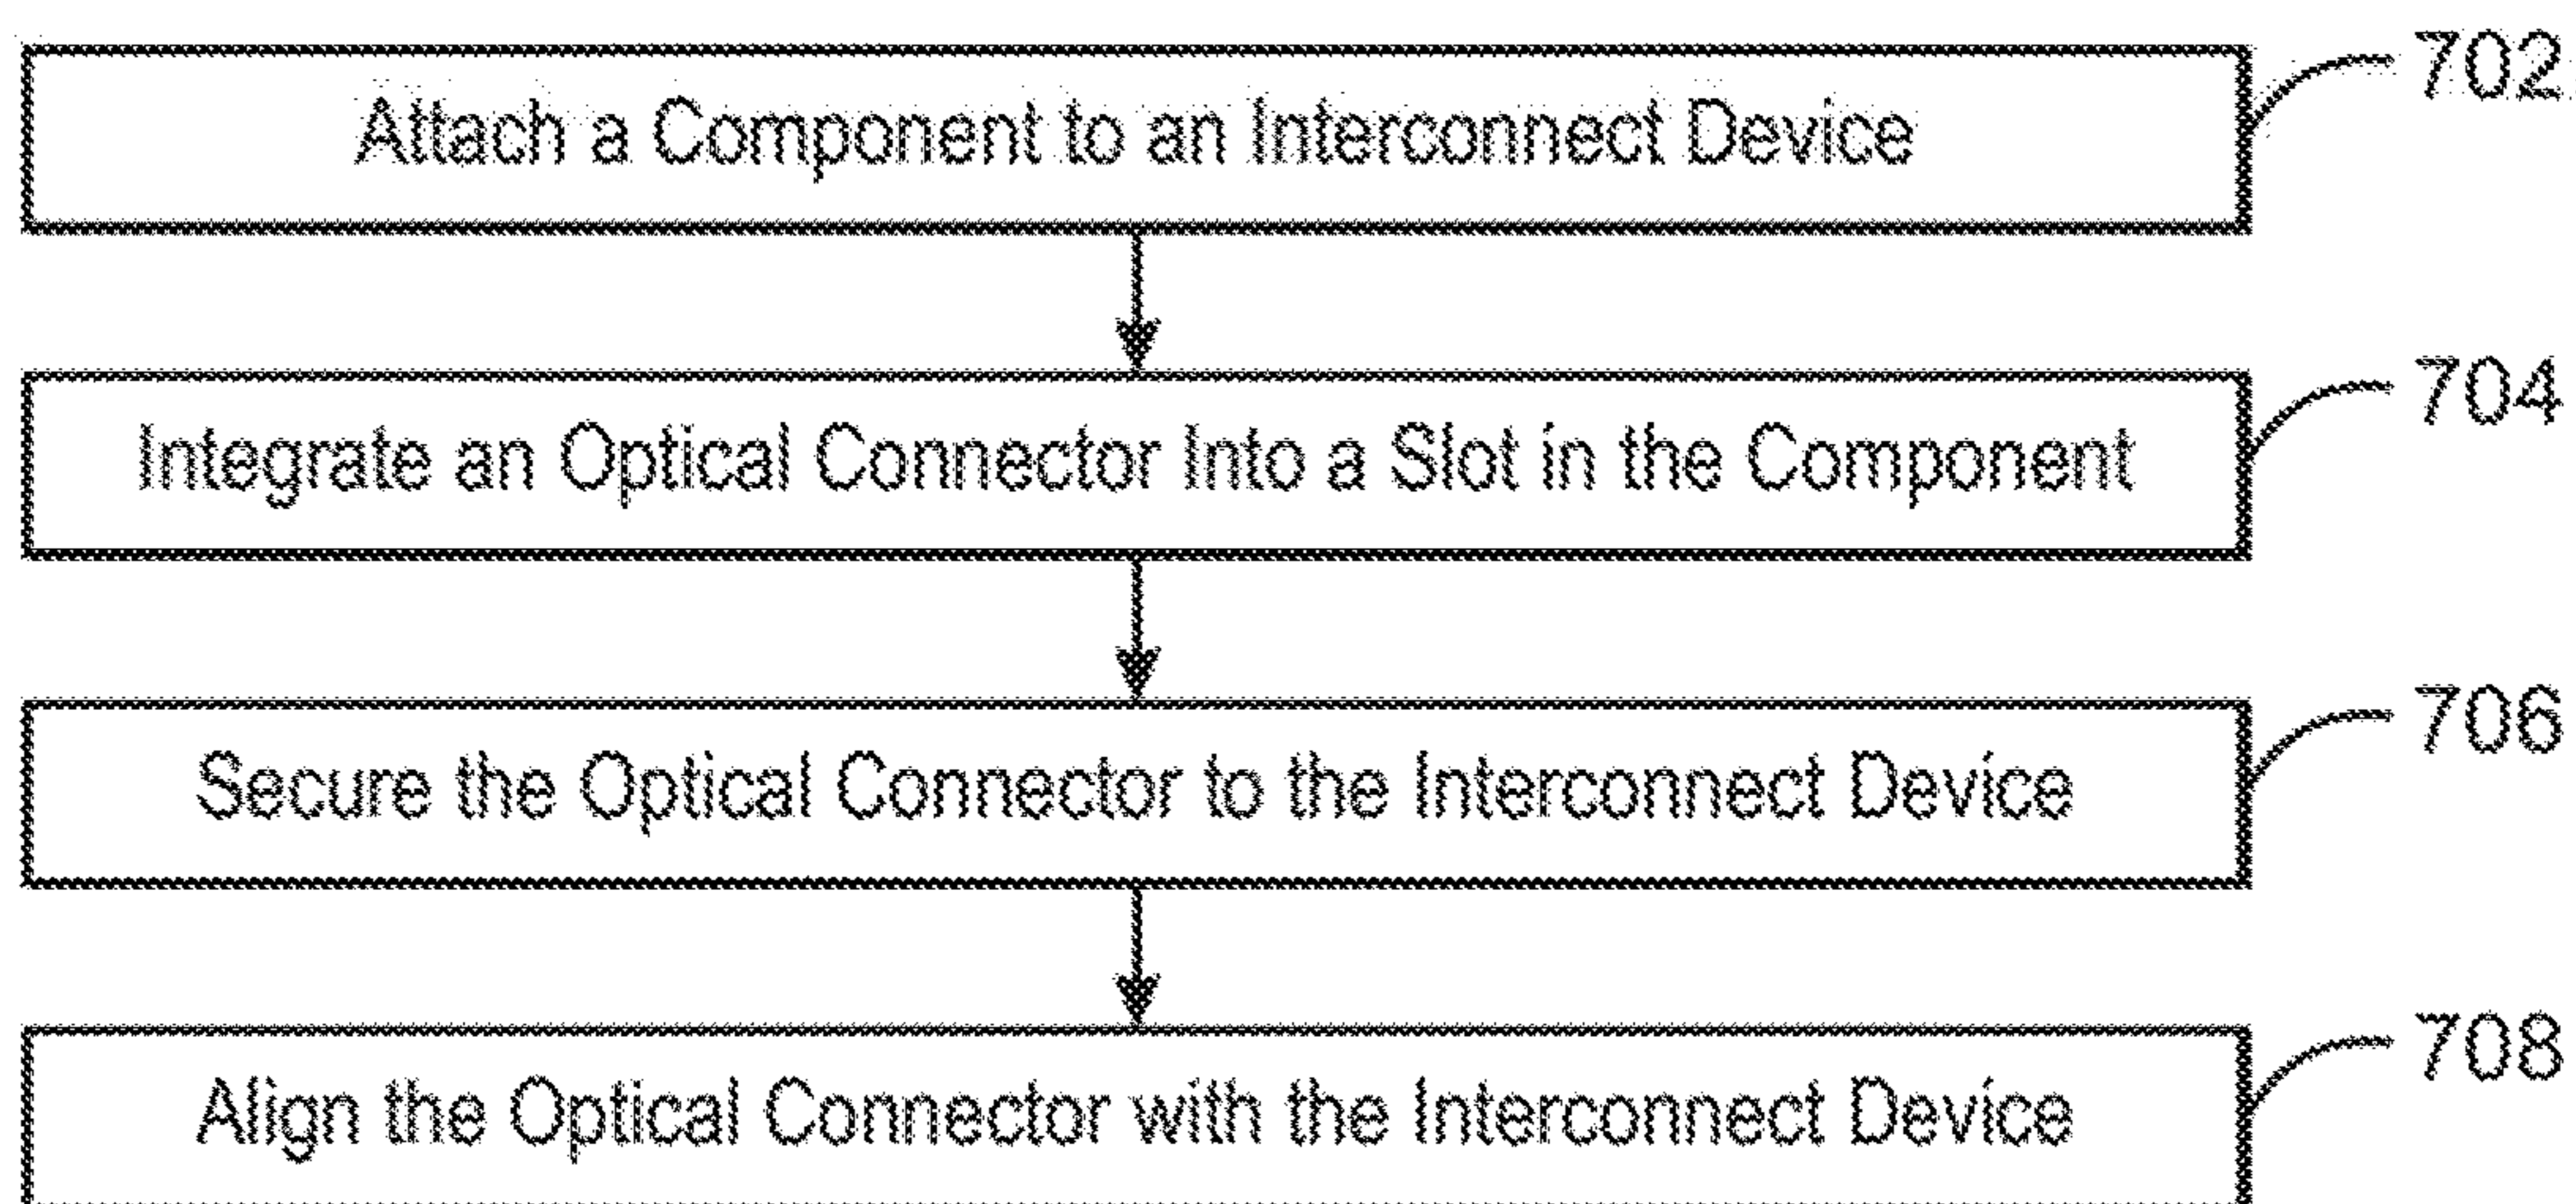 Attach a Component to an Interconnect Device 702
Integrate an Optical Connector Into a Slot in the Component 704
Secure the Optical Connector to the Interconnect Device 706
Align the Optical Connector with the Interconnect Device 708